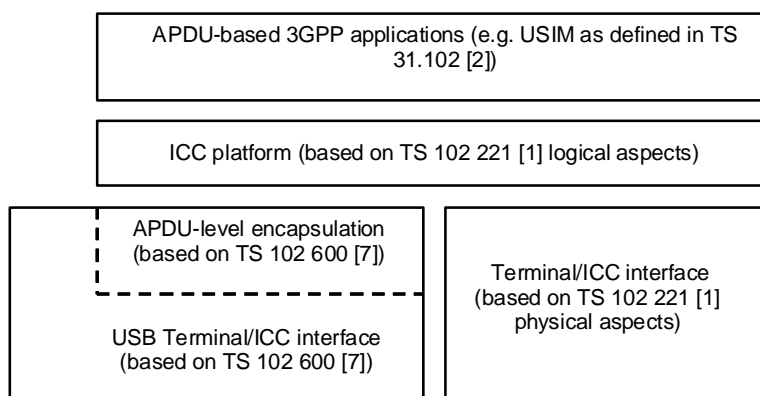 APDU-based 3GPP applications (e.g. USIM as defined in TS
31.102 [2])
ICC platform (based on TS 102 221 [1] logical aspects)
APDU-level encapsulation
(based on TS 102 600 [7])
USB Terminal/ICC interface
(based on TS 102 600 [7])
Terminal/ICC interface
(based on TS 102 221 [1]
physical aspects)